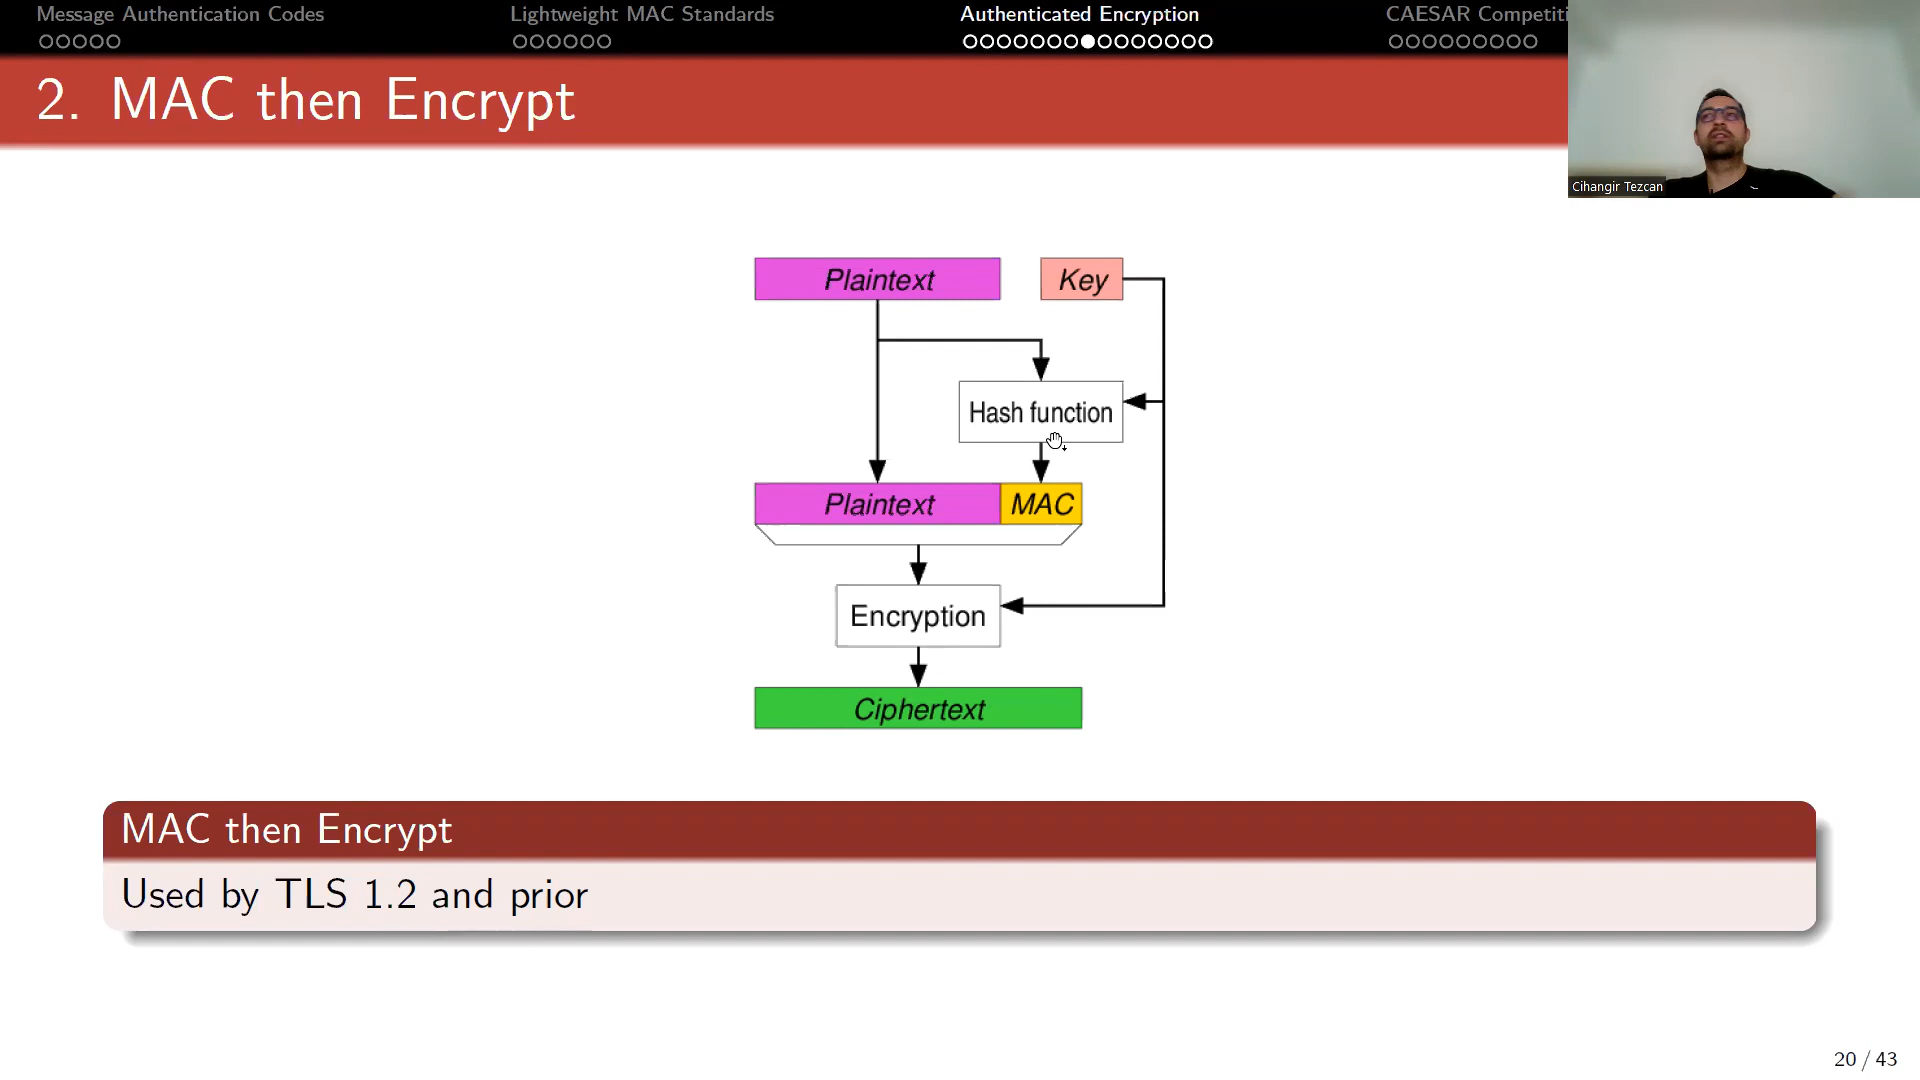 Message Authentication Codes
Lightweight MAC Standards
Authenticated Encryption
CAESAR Competiti
2. MAC then Encrypt
Cihangir Tezcan
Plaintext
Key
Hash function
Plaintext
MAC
Encryption
Ciphertext
MAC then Encrypt
Used by TLS 1.2 and prior
20 / 43